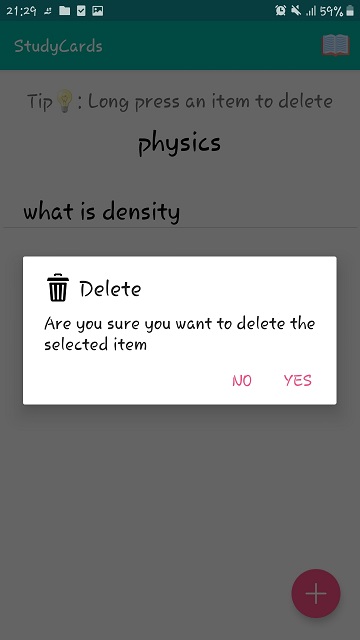 21:29 59%
StudyCards
Tip💡: Long press an item to delete
physics
what is density
Delete
Are you sure you want to delete the
selected item
NO YES